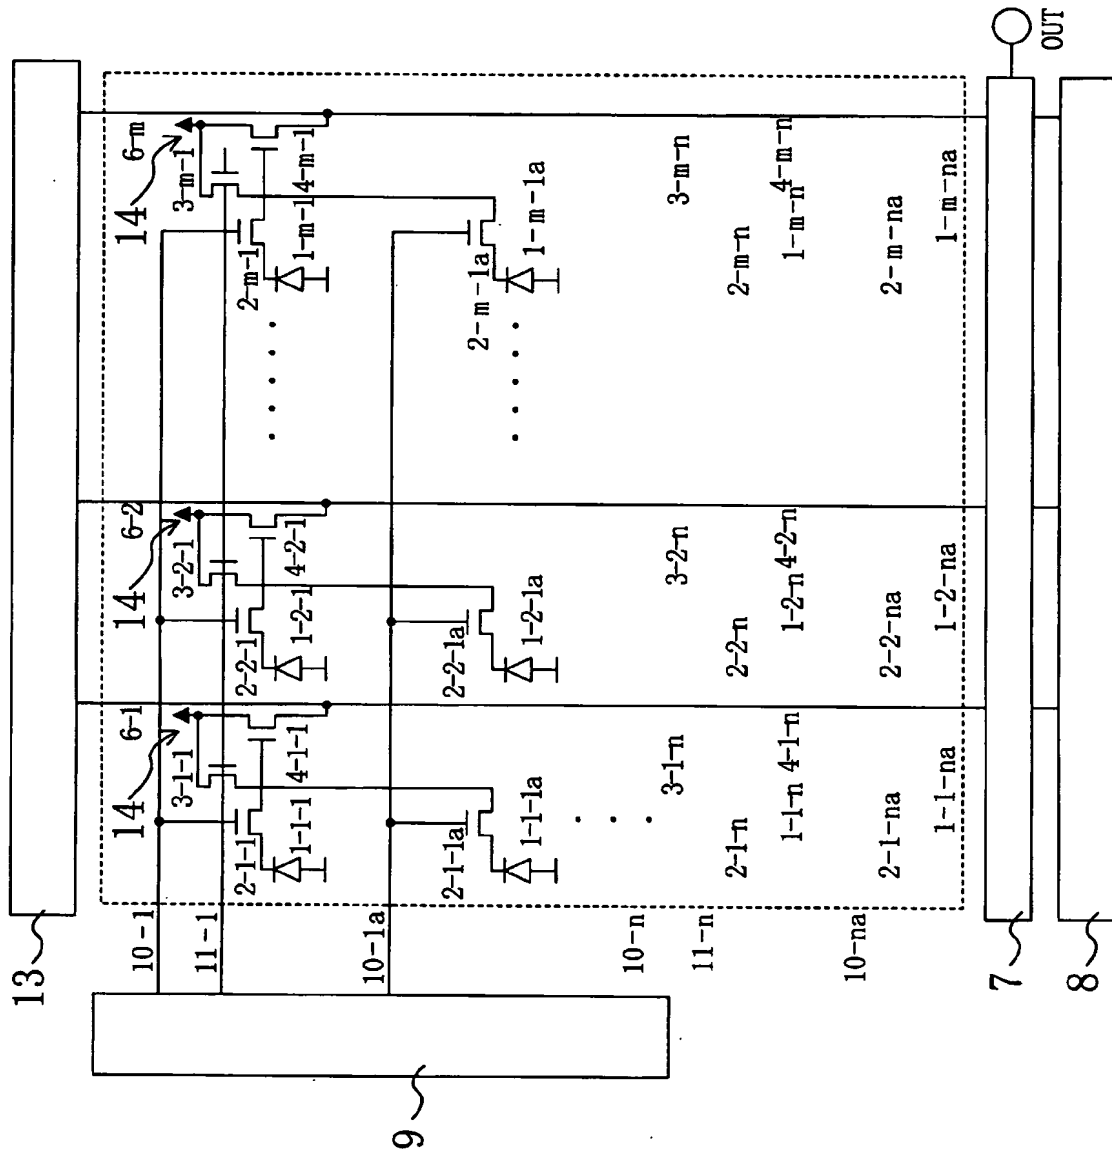 13
14
6-1
14
6-2
14
6-m
10-1
3-1-1
3-2-1
3-m-1
11-1
2-1-1
1-1-1
4-1-1
2-2-1
1-2-1
4-2-1
2-m-1
1-m-1
4-m-1
10-1a
2-1-1a
1-1-1a
2-2-1a
1-2-1a
2-m-1a
1-m-1a
10-n
3-1-n
3-2-n
3-m-n
11-n
2-1-n
1-1-n
4-1-n
2-2-n
1-2-n
4-2-n
2-m-n
1-m-n
4-m-n
10-na
2-1-na
1-1-na
2-2-na
1-2-na
2-m-na
1-m-na
9
7
OUT
8